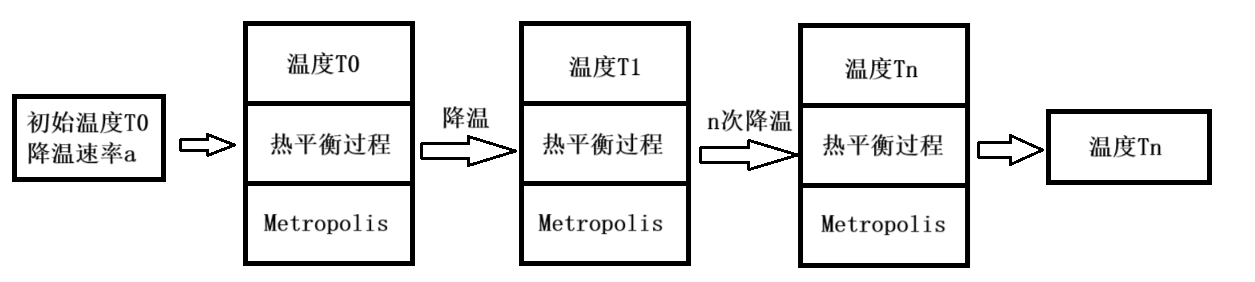 初始温度T0
降温速率a
温度T0
热平衡过程
Metropolis
降温
温度T1
热平衡过程
Metropolis
n次降温
温度Tn
热平衡过程
Metropolis
温度Tn